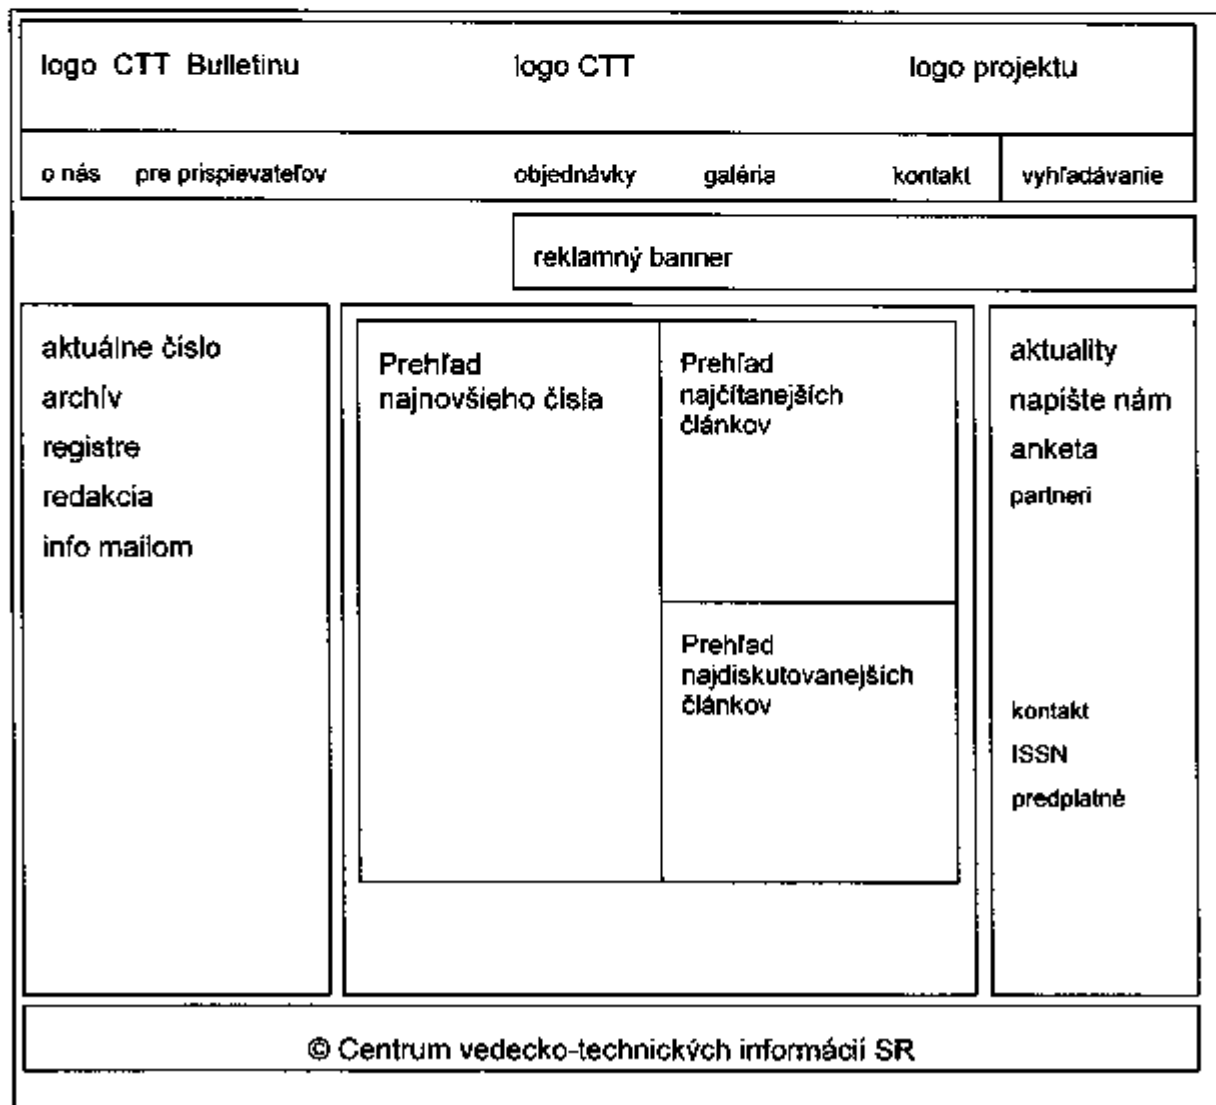 logo CTT Bulletinu logo CTT logo projektu
o nás pre prispievateľov objednávky galéria kontakt vyhľadávanie
reklamný banner
aktuálne číslo
archív
registre
redakcia
info mailom
Prehľad
najnovšieho čísla
Prehľad
najčítanejších
článkov
Prehľad
najdiskutovanejších
článkov
aktuality
napíšte nám
anketa
partneri
kontakt
ISSN
predplatné
© Centrum vedecko-technických informácií SR